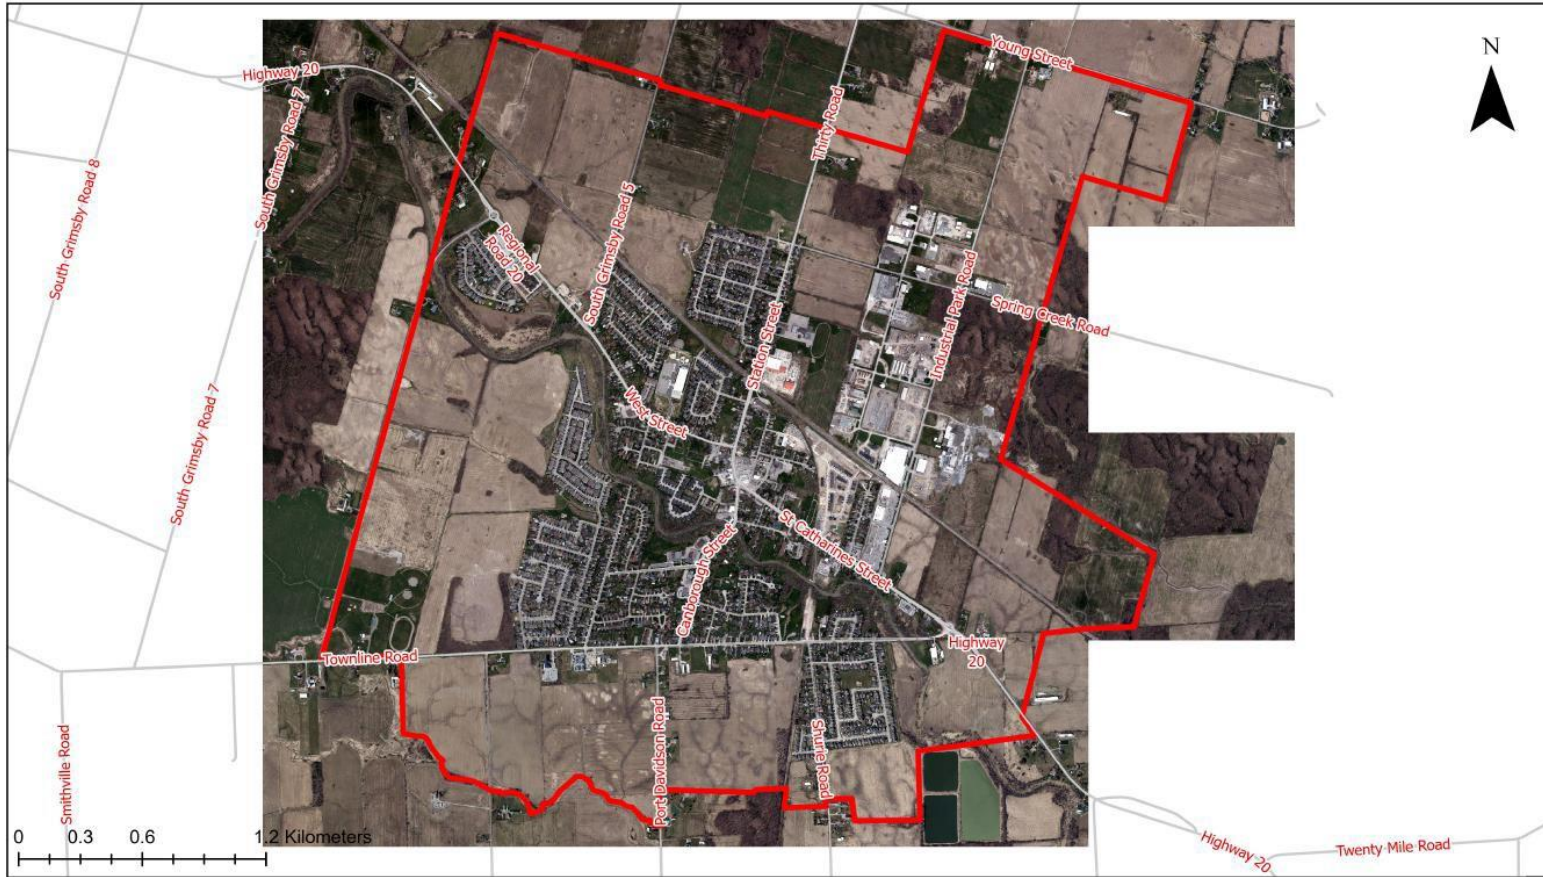 N
Young Street
Highway 20
Thirty Road
South Grimsby Road 7
South Grimsby Road 8
South Grimsby Road 5
Regional
Road 20
Industrial Park Road
Spring Creek Road
Station Street
West Street
South Grimsby Road 7
St Catharines Street
Canborough Street
Highway
20
Townline Road
Port Davidson Road
Shurie Road
Smithville Road
0 0.3 0.6 1.2 Kilometers
Highway 20
Twenty Mile Road